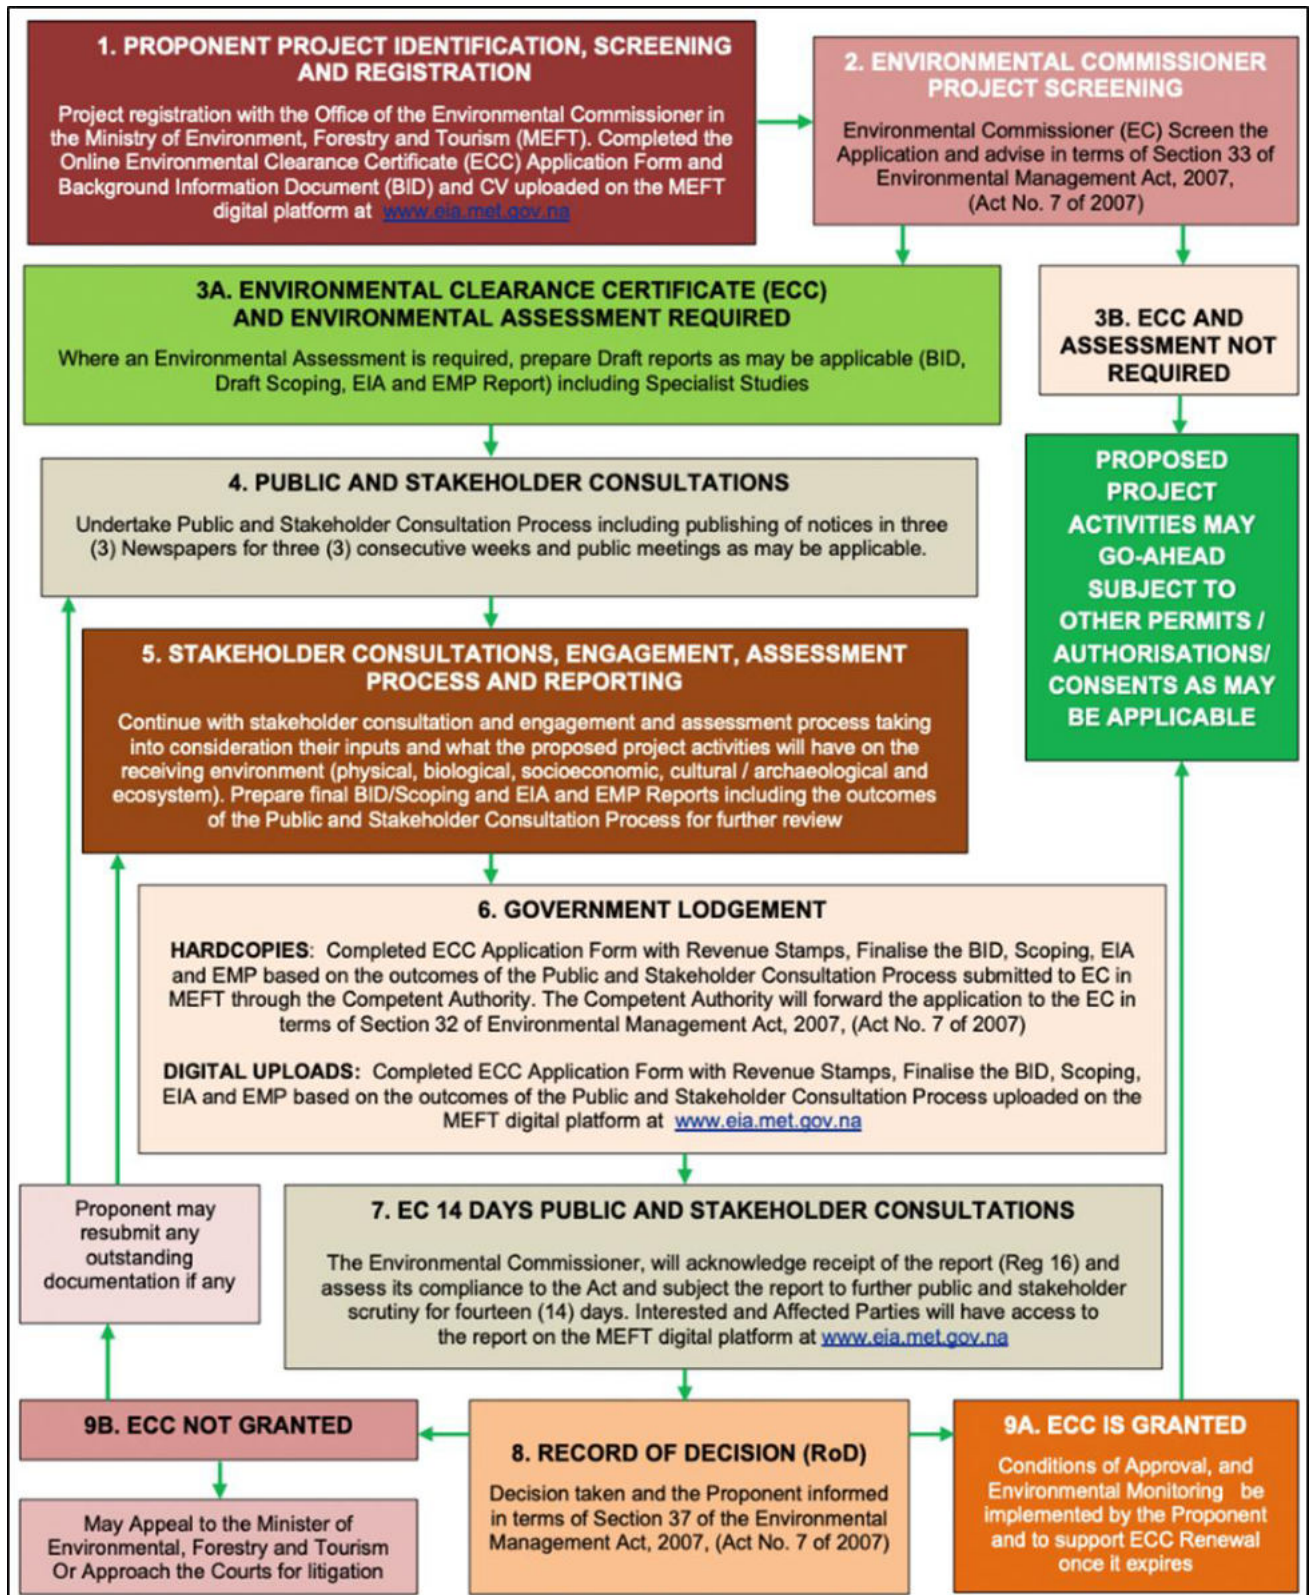 1. PROPONENT PROJECT IDENTIFICATION, SCREENING
AND REGISTRATION
Project registration with the Office of the Environmental Commissioner in
the Ministry of Environment, Forestry and Tourism (MEFT). Completed the
Online Environmental Clearance Certificate (ECC) Application Form and
Background Information Document (BID) and CV uploaded on the MEFT
digital platform at www.eia.met.gov.na
2. ENVIRONMENTAL COMMISSIONER
PROJECT SCREENING
Environmental Commissioner (EC) Screen the
Application and advise in terms of Section 33 of
Environmental Management Act, 2007,
(Act No. 7 of 2007)
3A. ENVIRONMENTAL CLEARANCE CERTIFICATE (ECC)
AND ENVIRONMENTAL ASSESSMENT REQUIRED
Where an Environmental Assessment is required, prepare Draft reports as may be applicable (BID,
Draft Scoping, EIA and EMP Report) including Specialist Studies
3B. ECC AND
ASSESSMENT NOT
REQUIRED
PROPOSED
PROJECT
ACTIVITIES MAY
GO-AHEAD
SUBJECT TO
OTHER PERMITS /
AUTHORISATIONS/
CONSENTS AS MAY
BE APPLICABLE
4. PUBLIC AND STAKEHOLDER CONSULTATIONS
Undertake Public and Stakeholder Consultation Process including publishing of notices in three
(3) Newspapers for three (3) consecutive weeks and public meetings as may be applicable.
5. STAKEHOLDER CONSULTATIONS, ENGAGEMENT, ASSESSMENT
PROCESS AND REPORTING
Continue with stakeholder consultation and engagement and assessment process taking
into consideration their inputs and what the proposed project activities will have on the
receiving environment (physical, biological, socioeconomic, cultural / archaeological and
ecosystem). Prepare final BID/Scoping and EIA and EMP Reports including the outcomes
of the Public and Stakeholder Consultation Process for further review
6. GOVERNMENT LODGEMENT
HARDCOPIES: Completed ECC Application Form with Revenue Stamps, Finalise the BID, Scoping, EIA
and EMP based on the outcomes of the Public and Stakeholder Consultation Process submitted to EC in
MEFT through the Competent Authority. The Competent Authority will forward the application to the EC in
terms of Section 32 of Environmental Management Act, 2007, (Act No. 7 of 2007)
DIGITAL UPLOADS: Completed ECC Application Form with Revenue Stamps, Finalise the BID, Scoping,
EIA and EMP based on the outcomes of the Public and Stakeholder Consultation Process uploaded on the
MEFT digital platform at www.eia.met.gov.na
Proponent may
resubmit any
outstanding
documentation if any
7. EC 14 DAYS PUBLIC AND STAKEHOLDER CONSULTATIONS
The Environmental Commissioner, will acknowledge receipt of the report (Reg 16) and
assess its compliance to the Act and subject the report to further public and stakeholder
scrutiny for fourteen (14) days. Interested and Affected Parties will have access to
the report on the MEFT digital platform at www.eia.met.gov.na
9B. ECC NOT GRANTED
May Appeal to the Minister of
Environmental, Forestry and Tourism
Or Approach the Courts for litigation
8. RECORD OF DECISION (RoD)
Decision taken and the Proponent informed
in terms of Section 37 of the Environmental
Management Act, 2007, (Act No. 7 of 2007)
9A. ECC IS GRANTED
Conditions of Approval, and
Environmental Monitoring be
implemented by the Proponent
and to support ECC Renewal
once it expires